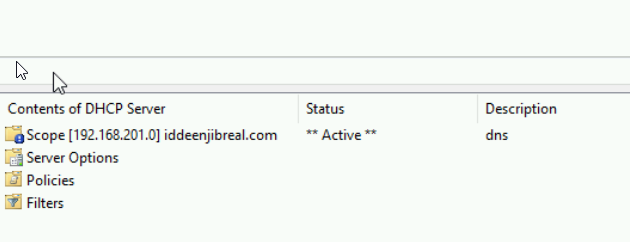 Contents of DHCP Server Status Description
Scope [192.168.201.0] iddeenjibreal.com ** Active ** dns
Server Options
Policies
Filters